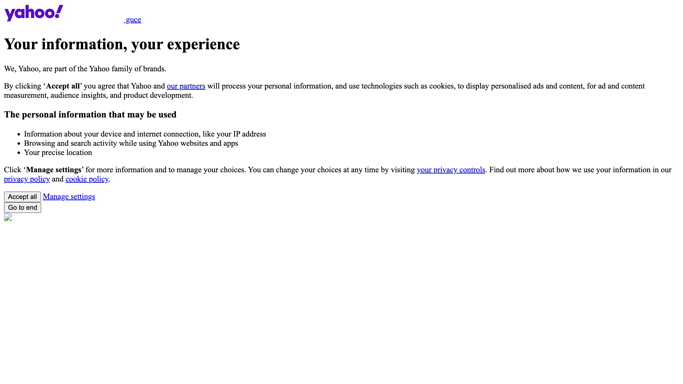 yahoo!
guce
Your information, your experience
We, Yahoo, are part of the Yahoo family of brands.
By clicking ‘Accept all’ you agree that Yahoo and our partners will process your personal information, and use technologies such as cookies, to display personalised ads and content, for ad and content
measurement, audience insights, and product development.
The personal information that may be used
• Information about your device and internet connection, like your IP address
• Browsing and search activity while using Yahoo websites and apps
• Your precise location
Click ‘Manage settings’ for more information and to manage your choices. You can change your choices at any time by visiting your privacy controls. Find out more about how we use your information in our
privacy policy and cookie policy.
Accept all Manage settings
Go to end